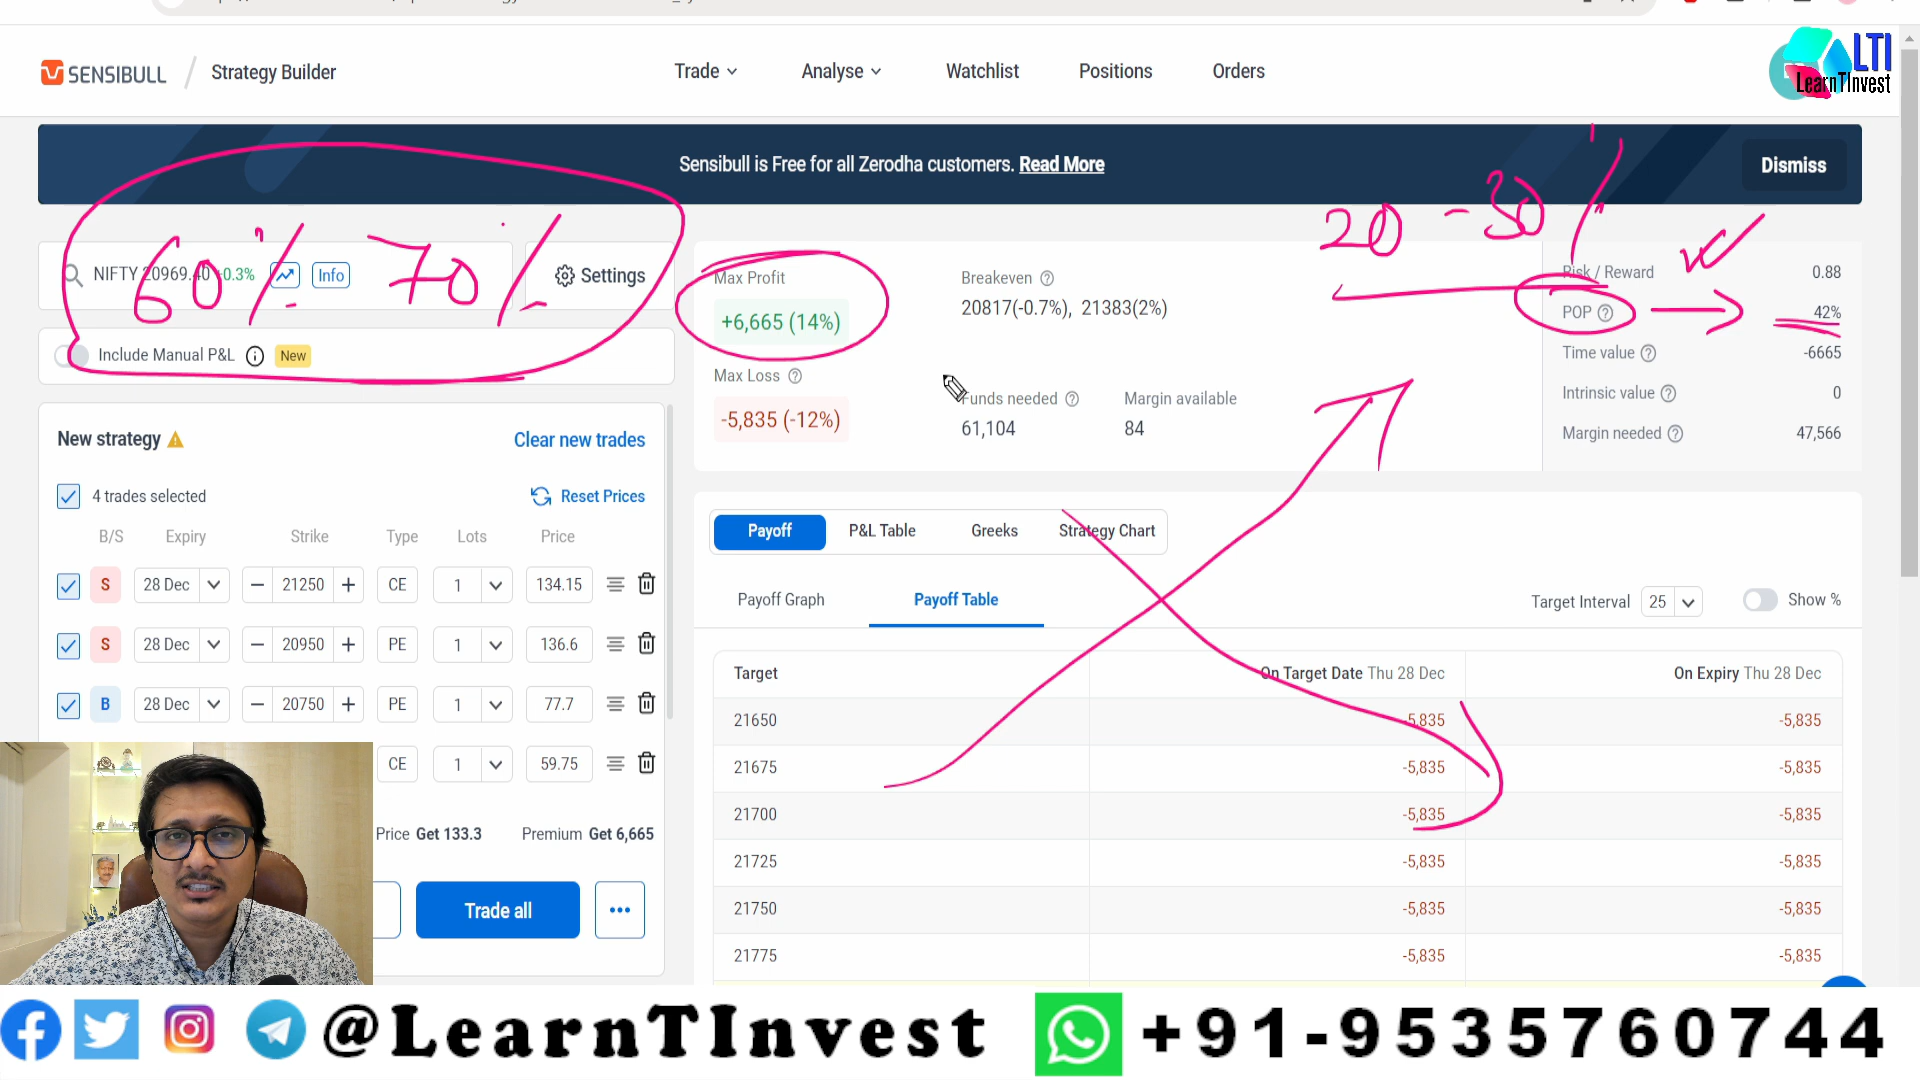 SENSIBULL / Strategy Builder
Trade Analyse Watchlist Positions Orders
LTI
LearnTInvest
Sensibull is Free for all Zerodha customers. Read More
Dismiss
20 - 30%
60% 70%
NIFTY 20969.40 +0.3% Info
Settings
Include Manual P&L New
Max Profit
+6,665 (14%)
Max Loss
-5,835 (-12%)
Breakeven
20817(-0.7%), 21383(2%)
Funds needed
61,104
Margin available
84
Risk / Reward 0.88
POP 42%
Time value -6665
Intrinsic value 0
Margin needed 47,566
New strategy
Clear new trades
4 trades selected
Reset Prices
B/S Expiry Strike Type Lots Price
S 28 Dec − 21250 + CE 1 134.15
S 28 Dec − 20950 + PE 1 136.6
B 28 Dec − 20750 + PE 1 77.7
CE 1 59.75
Price Get 133.3 Premium Get 6,665
Trade all
Payoff P&L Table Greeks Strategy Chart
Payoff Graph Payoff Table
Target Interval 25 Show %
Target On Target Date Thu 28 Dec On Expiry Thu 28 Dec
21650 -5,835 -5,835
21675 -5,835 -5,835
21700 -5,835 -5,835
21725 -5,835 -5,835
21750 -5,835 -5,835
21775 -5,835 -5,835
@LearnTInvest +91-9535760744